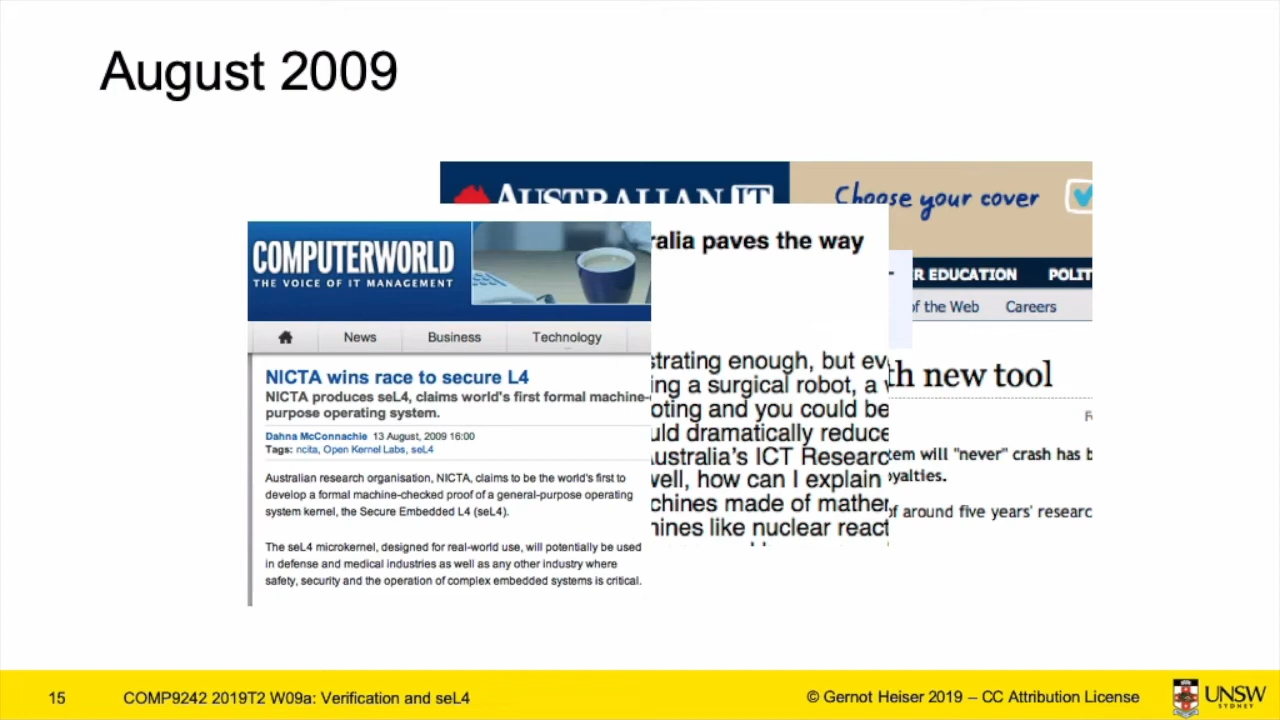 August 2009
AUSTRALIAN IT
Choose your cover
COMPUTERWORLD
THE VOICE OF IT MANAGEMENT
News Business Technology
NICTA wins race to secure L4
NICTA produces seL4, claims world's first formal machine-
purpose operating system.
Dahna McConnachie 13 August, 2009 16:00
Tags: ncita, Open Kernel Labs, seL4
Australian research organisation, NICTA, claims to be the world's first to
develop a formal machine-checked proof of a general-purpose operating
system kernel, the Secure Embedded L4 (seL4).
The seL4 microkernel, designed for real-world use, will potentially be used
in defense and medical industries as well as any other industry where
safety, security and the operation of complex embedded systems is critical.
ralia paves the way
strating enough, but ev
ing a surgical robot, a
oting and you could be
uld dramatically reduce
Australia's ICT Researc
well, how can I explain
chines made of mather
nines like nuclear react
R EDUCATION POLIT
of the Web Careers
th new tool
tem will "never" crash has b
oyalties.
of around five years' researc
15 COMP9242 2019T2 W09a: Verification and seL4
© Gernot Heiser 2019 – CC Attribution License
UNSW
SYDNEY